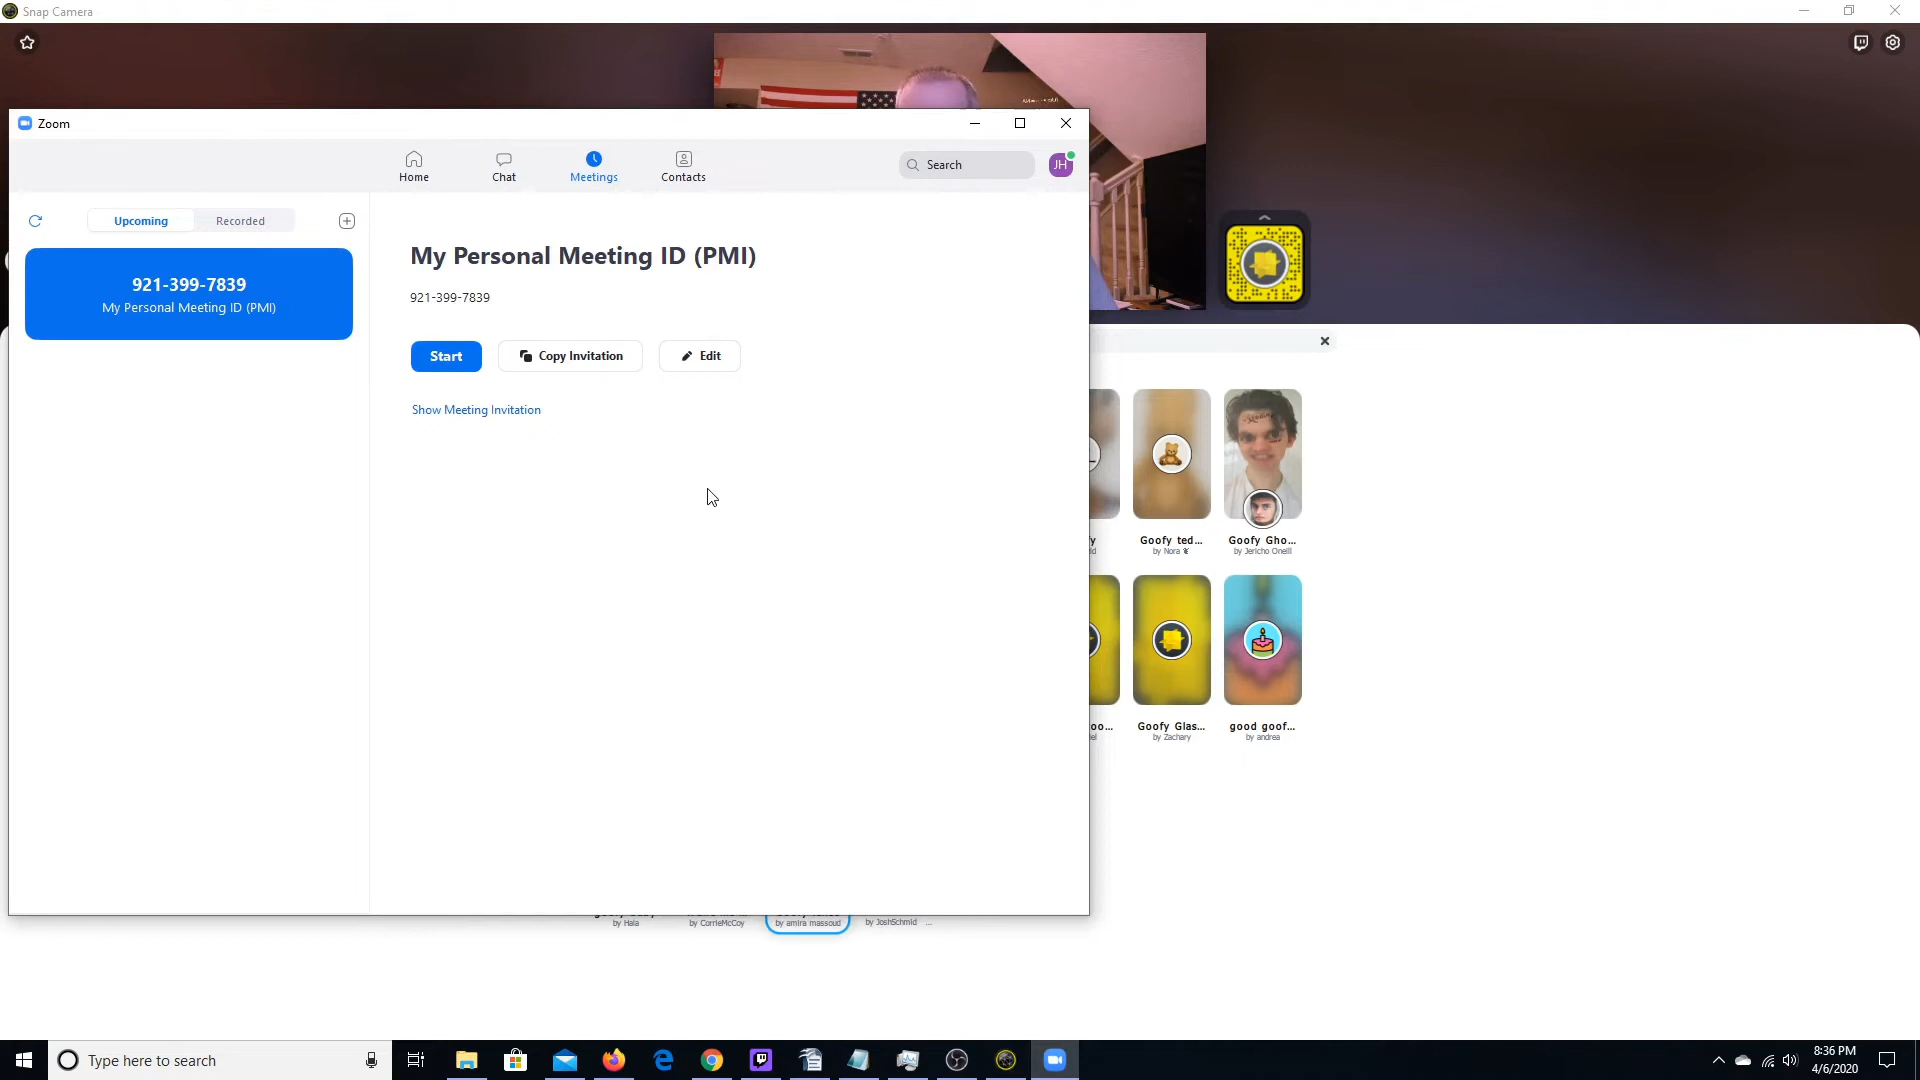 Snap Camera
Zoom
Home
Chat
Meetings
Contacts
Search
JH
Upcoming
Recorded
921-399-7839
My Personal Meeting ID (PMI)
My Personal Meeting ID (PMI)
921-399-7839
Start
Copy Invitation
Edit
Show Meeting Invitation
Goofy ted...
by Nora
Goofy Gho...
by Jericho Oneill
Goofy Glas...
by Zachary
good goof...
by andrea
by Hala
by CorrieMcCoy
by amira massoud
by JoshSchmid ...
Type here to search
8:36 PM
4/6/2020